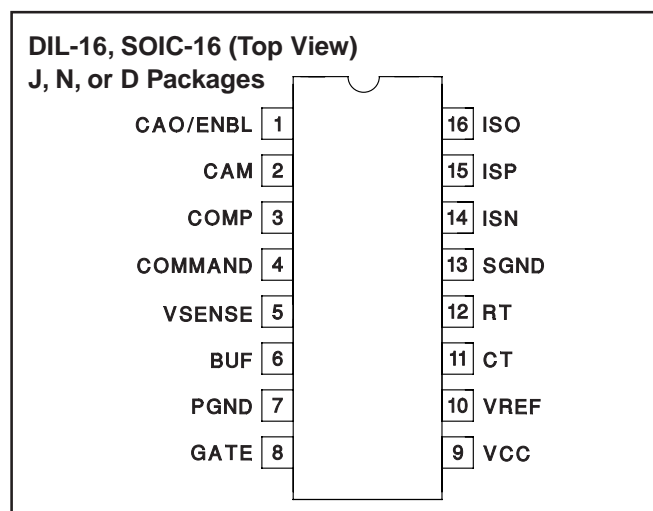 DIL-16, SOIC-16 (Top View)
J, N, or D Packages
CAO/ENBL 1 16 ISO
CAM 2 15 ISP
COMP 3 14 ISN
COMMAND 4 13 SGND
VSENSE 5 12 RT
BUF 6 11 CT
PGND 7 10 VREF
GATE 8 9 VCC